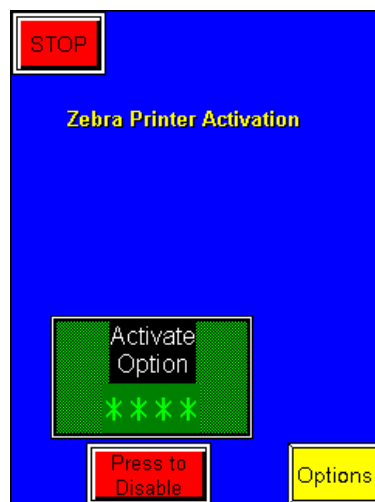 STOP
Zebra Printer Activation
Activate
Option
****
Press to
Disable
Options